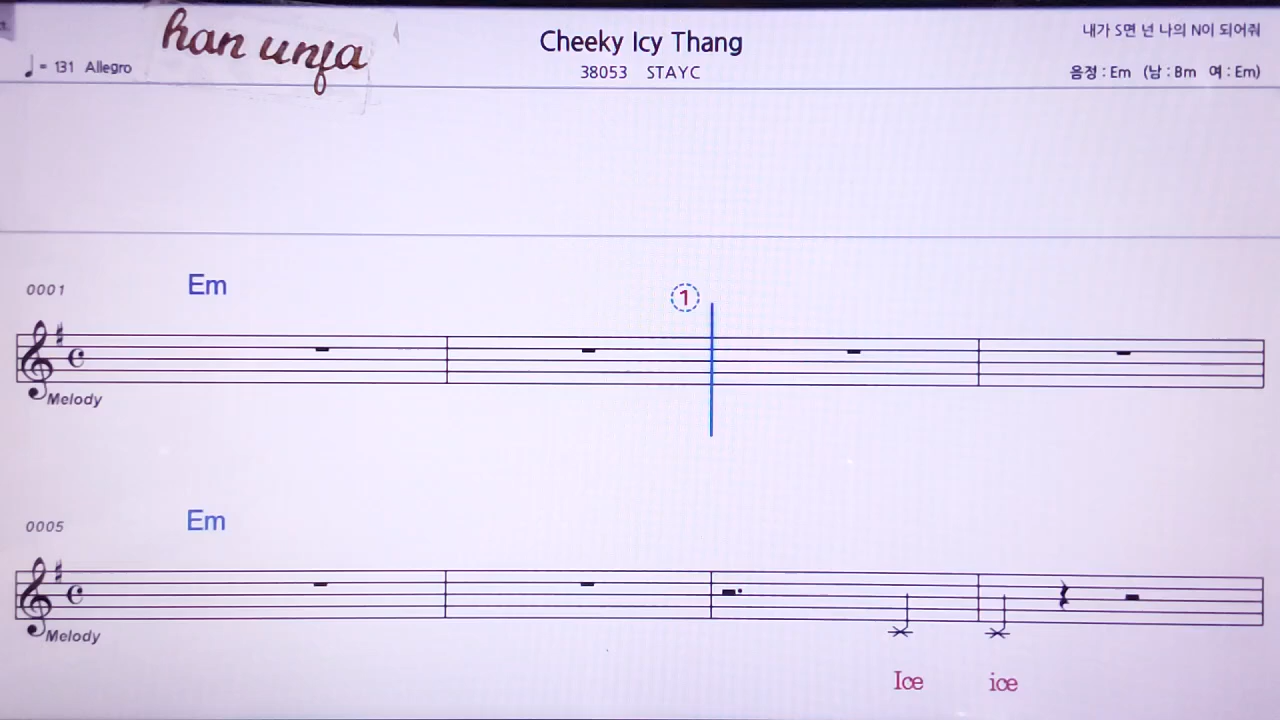 han unfa
Cheeky Icy Thang
내가 S면 넌 나의 N이 되어줘
♩= 131 Allegro
38053 STAYC
음정 : Em (남 : Bm 여 : Em)
0001 Em
1
Melody
0005 Em
Melody
Ice ice